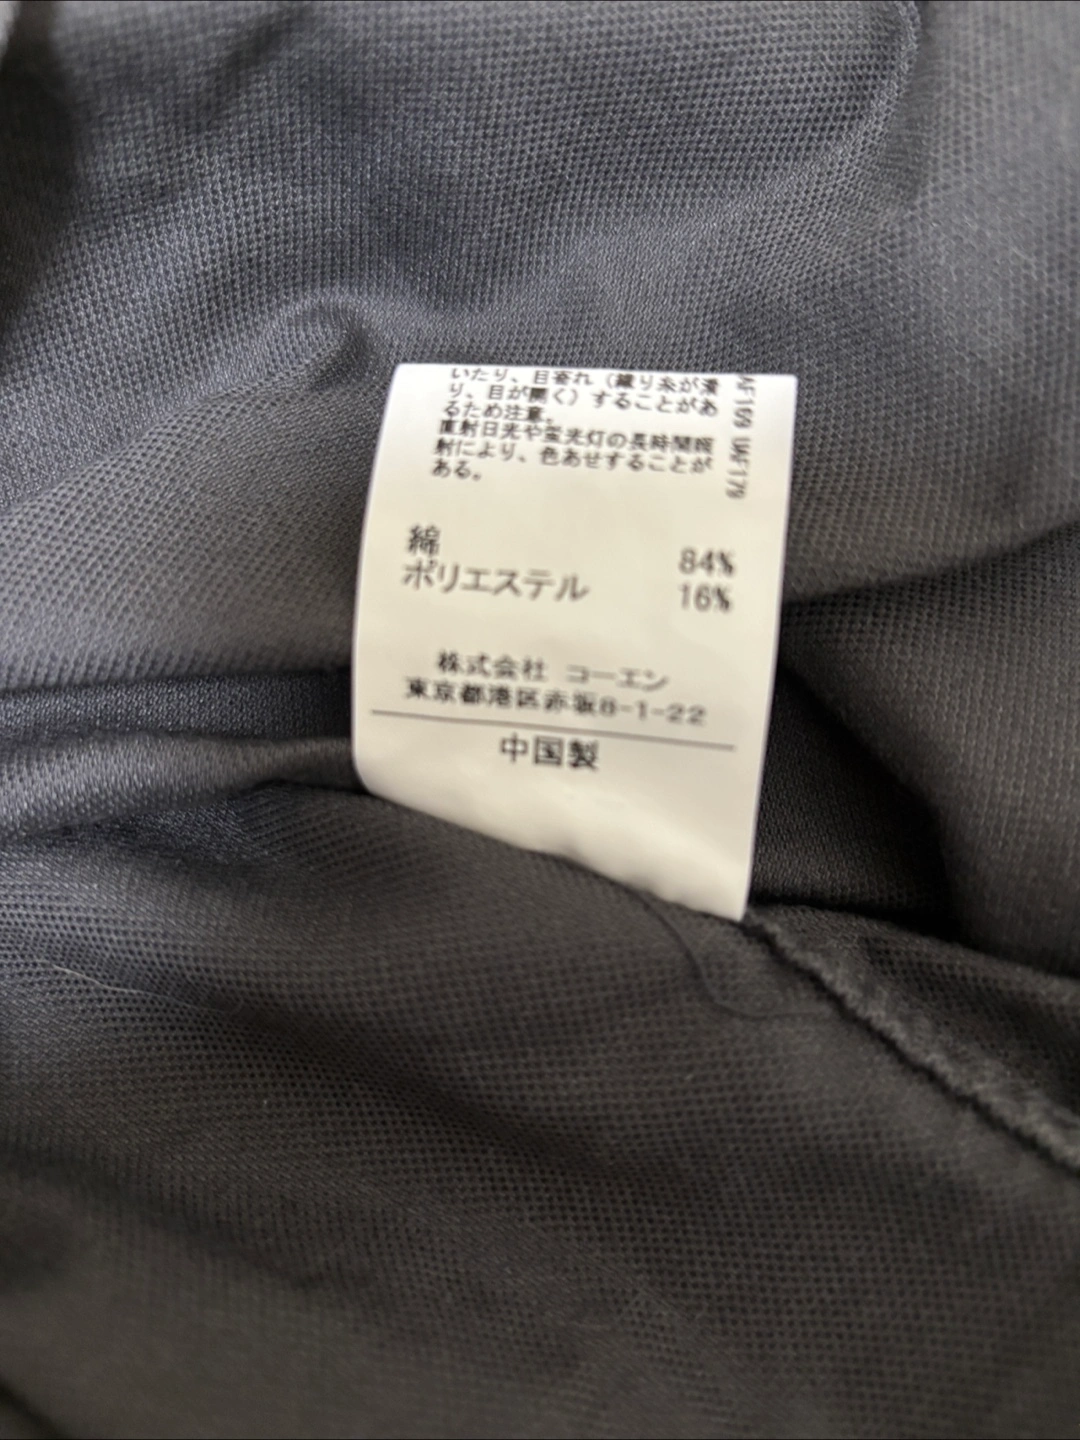 いたり、目寄れ（織り糸が滑
り、目が開く）することがあ
るため注意。
直射日光や蛍光灯の長時間照
射により、色あせすることが
ある。
綿 84%
ポリエステル 16%
株式会社 コーエン
東京都港区赤坂8-1-22
中国製